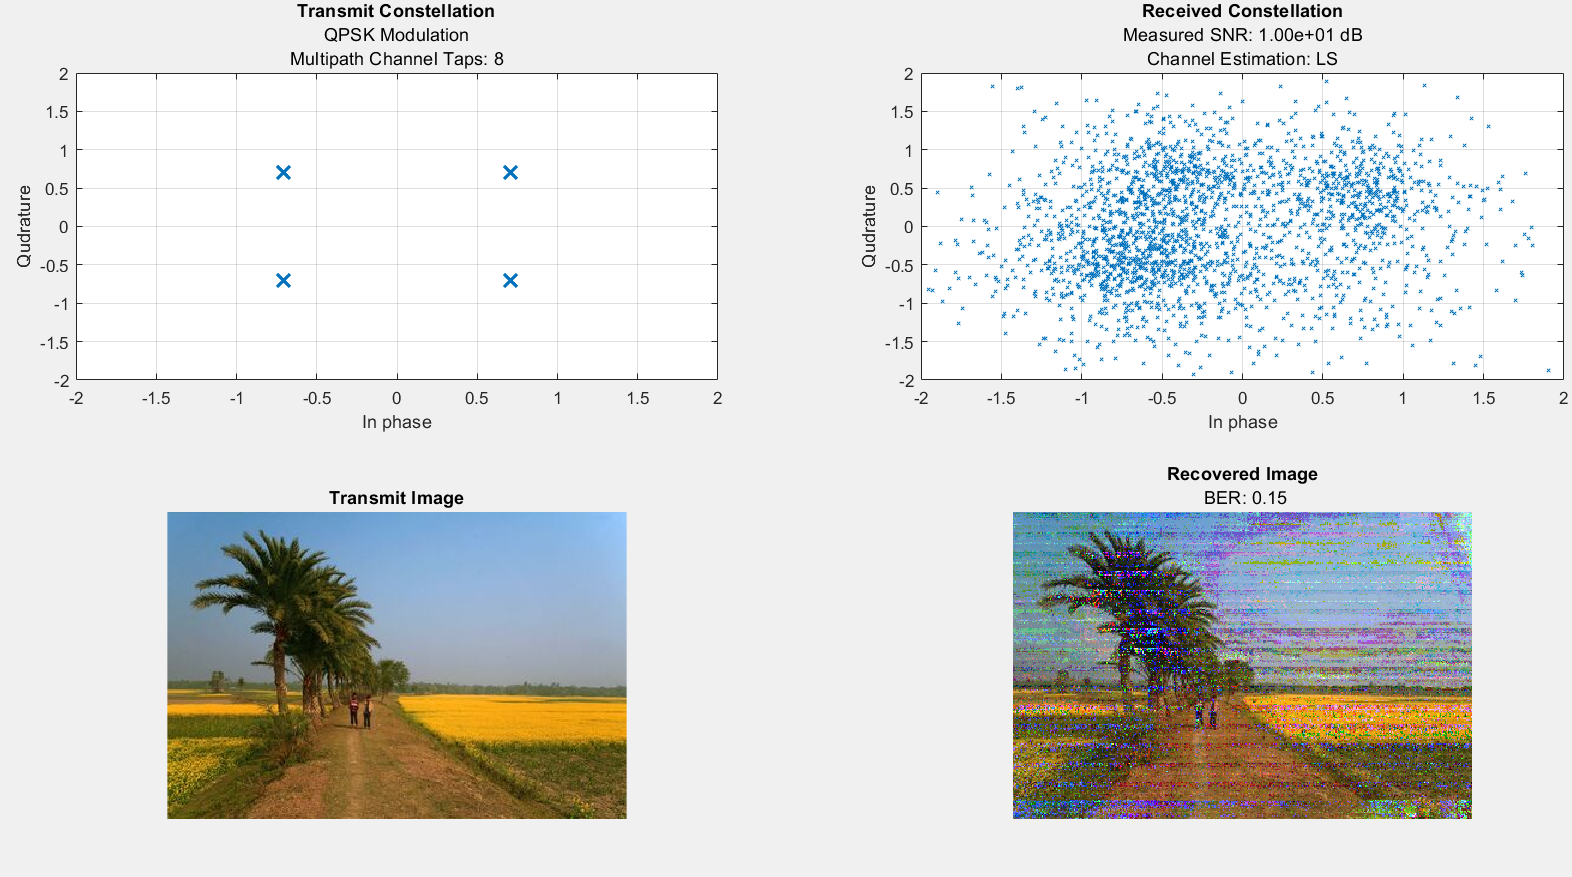 Transmit Constellation
QPSK Modulation
Multipath Channel Taps: 8
2
1.5
1
0.5
0
-0.5
-1
-1.5
-2
Qudrature
-2 -1.5 -1 -0.5 0 0.5 1 1.5 2
In phase
Received Constellation
Measured SNR: 1.00e+01 dB
Channel Estimation: LS
2
1.5
1
0.5
0
-0.5
-1
-1.5
-2
Qudrature
-2 -1.5 -1 -0.5 0 0.5 1 1.5 2
In phase
Transmit Image
Recovered Image
BER: 0.15